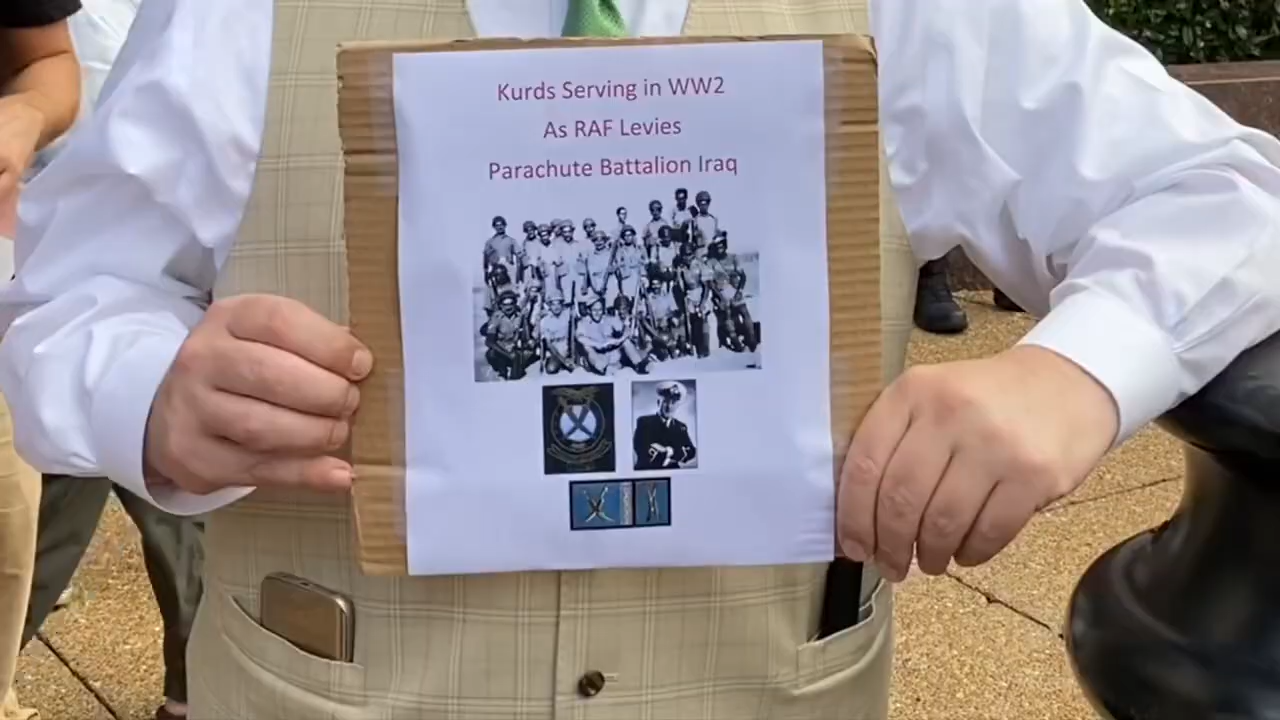 Kurds Serving in WW2
As RAF Levies
Parachute Battalion Iraq